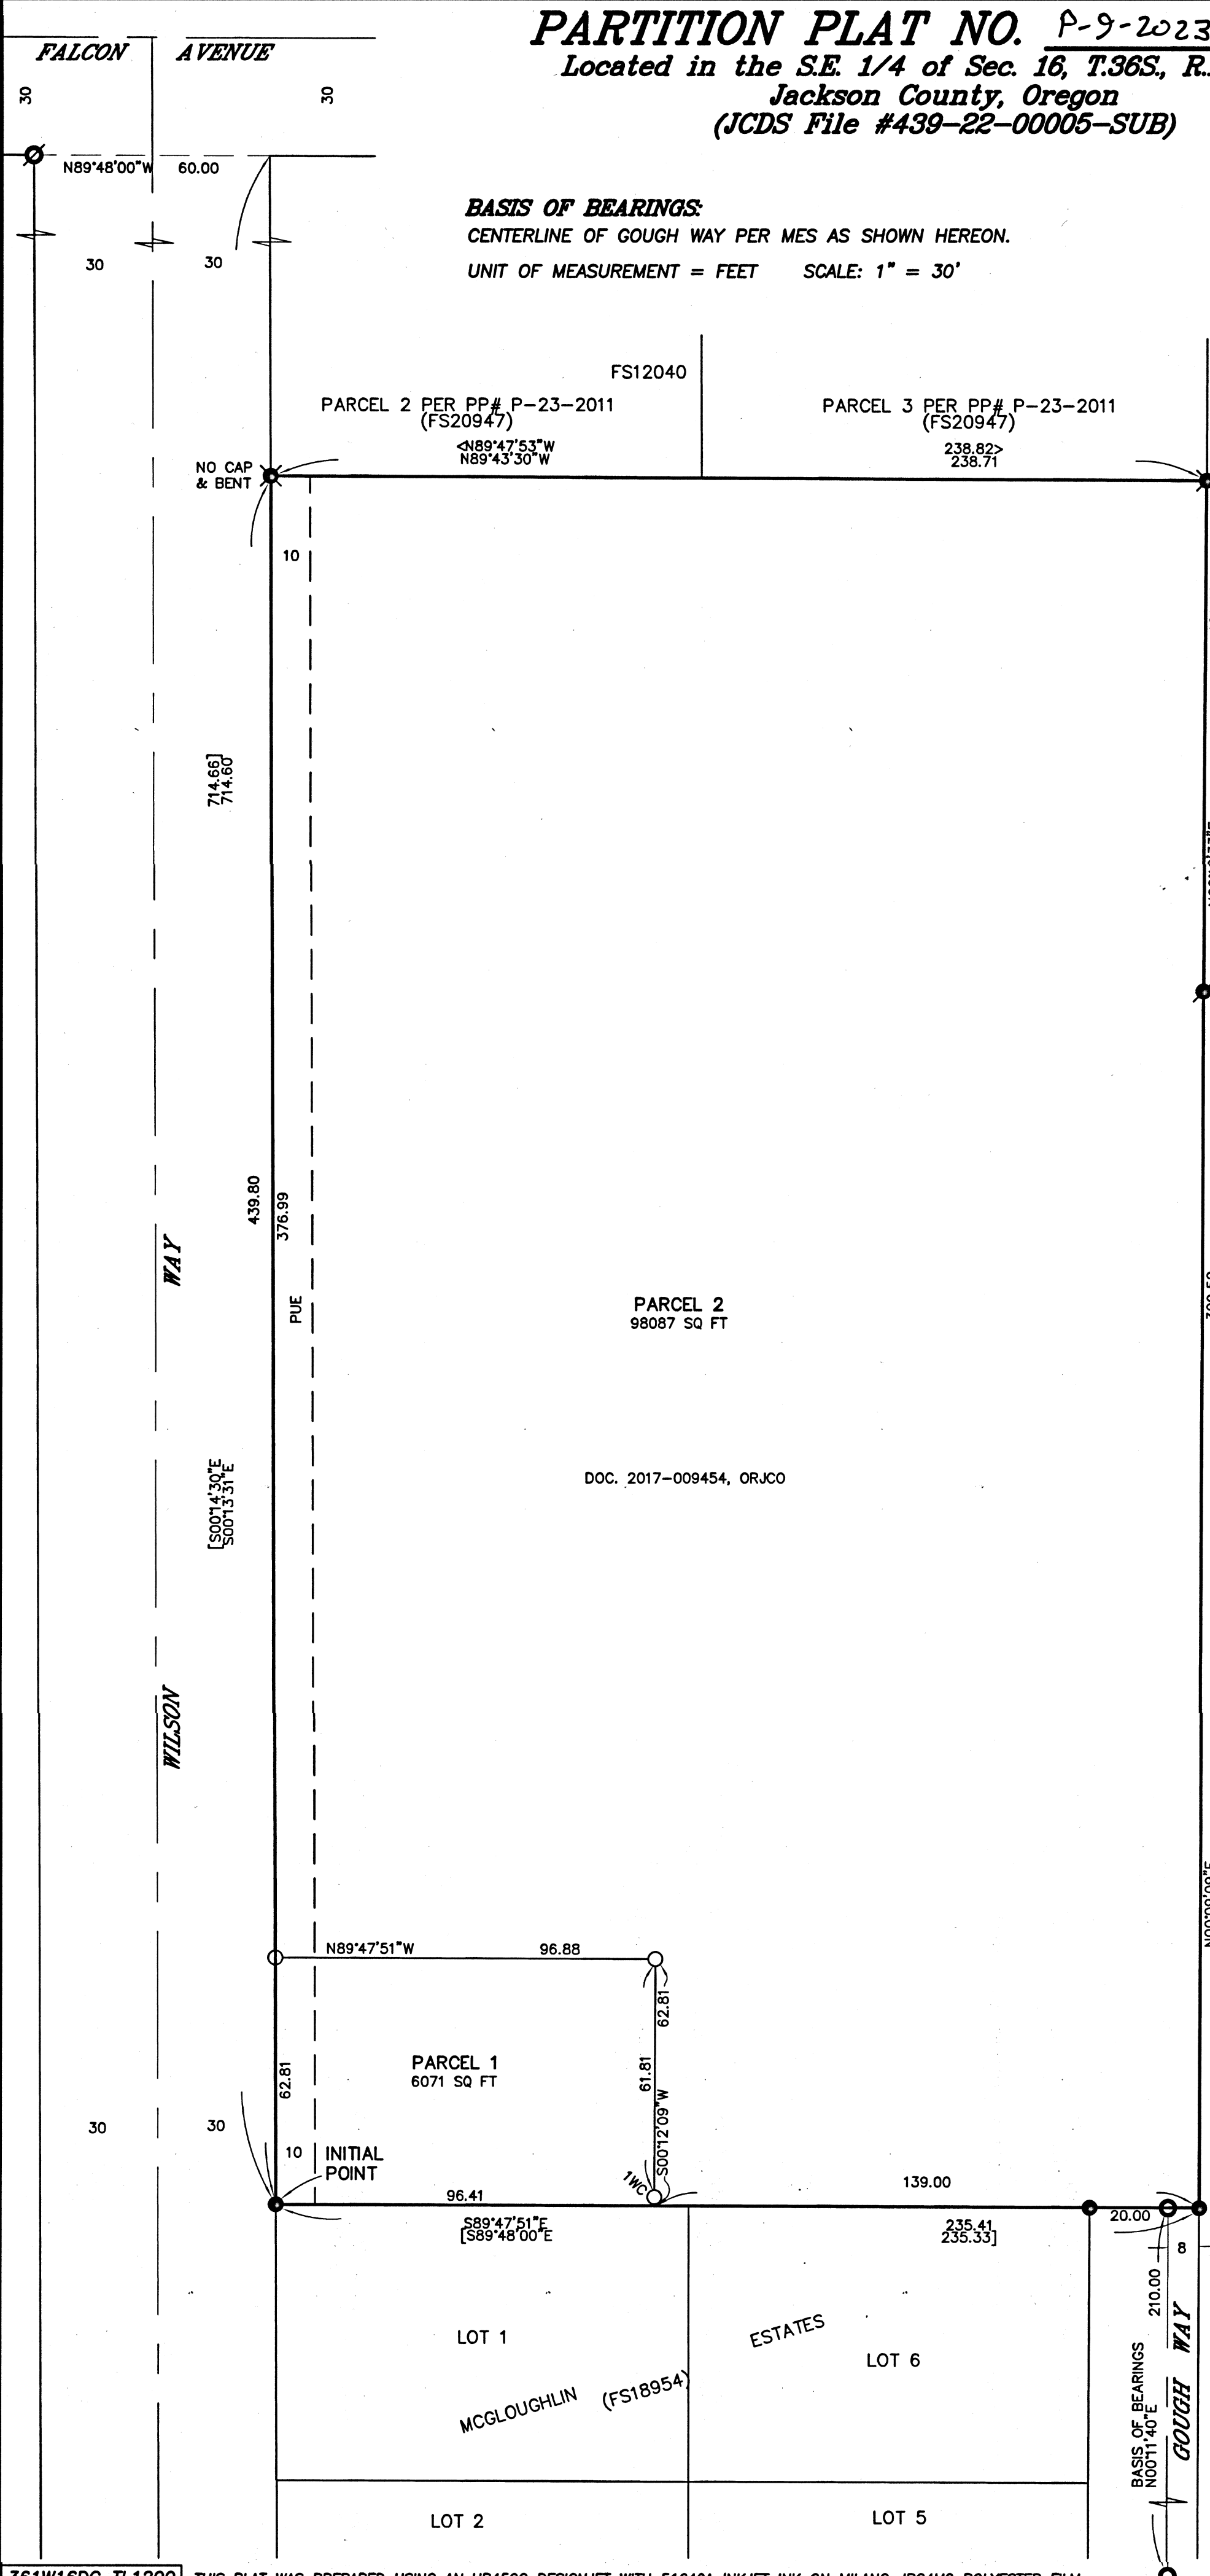 PARTITION PLAT NO. P-9-2023
Located in the S.E. 1/4 of Sec. 16, T.36S., R.
Jackson County, Oregon
(JCDS File #439-22-00005-SUB)
FALCON AVENUE
30
30
N89°48'00"W 60.00
30
30
BASIS OF BEARINGS:
CENTERLINE OF GOUGH WAY PER MES AS SHOWN HEREON.
UNIT OF MEASUREMENT = FEET SCALE: 1" = 30'
FS12040
PARCEL 2 PER PP# P-23-2011
(FS20947)
PARCEL 3 PER PP# P-23-2011
(FS20947)
<N89°47'53"W
N89°43'30"W
238.82>
238.71
NO CAP
& BENT
10
714.66]
714.60
439.80
376.99
WAY
PUE
PARCEL 2
98087 SQ FT
DOC. 2017-009454, ORJCO
[S00°14'30"E
S00°13'31"E
WILSON
N89°47'51"W
96.88
62.81
61.81
S00°12'09"W
62.81
PARCEL 1
6071 SQ FT
30
30
10
INITIAL
POINT
1'WC
96.41
139.00
S89°47'51"E
[S89°48'00"E
235.41
235.33]
20.00
8
210.00
BASIS OF BEARINGS
N00°11'40"E
GOUGH WAY
LOT 1
ESTATES
LOT 6
MCGLOUGHLIN (FS18954)
LOT 2
LOT 5